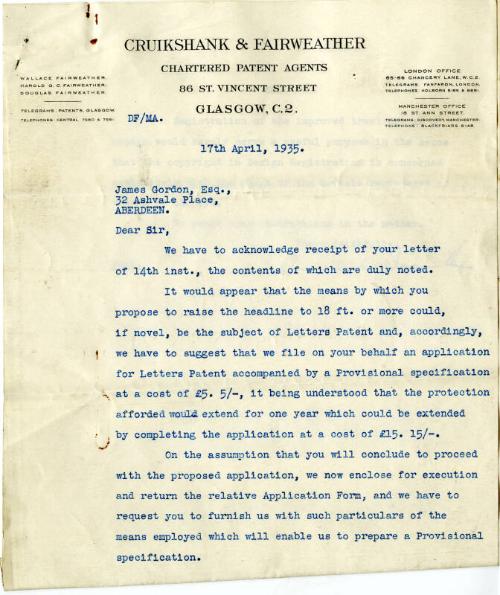 CRUIKSHANK & FAIRWEATHER
CHARTERED PATENT AGENTS
86 ST. VINCENT STREET
GLASGOW, C.2.
WALLACE FAIRWEATHER.
HAROLD G. C. FAIRWEATHER.
DOUGLAS FAIRWEATHER.
TELEGRAMS: PATENTS, GLASGOW.
TELEPHONES: CENTRAL
LONDON OFFICE
65-66 CHANCERY LANE, W.C.2.
TELEGRAMS: FANFARON, LONDON.
TELEPHONES: HOLBORN
MANCHESTER OFFICE
16 ST. ANN STREET.
TELEGRAMS: DISCOVERY, MANCHESTER.
TELEPHONE: BLACKFRIARS
DF/MA.
17th April, 1935.
James Gordon, Esq.,
32 Ashvale Place,
ABERDEEN.
Dear Sir,
We have to acknowledge receipt of your letter
of 14th inst., the contents of which are duly noted.
It would appear that the means by which you
propose to raise the headline to 18 ft. or more could,
if novel, be the subject of Letters Patent and, accordingly,
we have to suggest that we file on your behalf an application
for Letters Patent accompanied by a Provisional specification
at a cost of £5. 5/-, it being understood that the protection
afforded would extend for one year which could be extended
by completing the application at a cost of £15. 15/-.
On the assumption that you will conclude to proceed
with the proposed application, we now enclose for execution
and return the relative Application Form, and we have to
request you to furnish us with such particulars of the
means employed which will enable us to prepare a Provisional
specification.